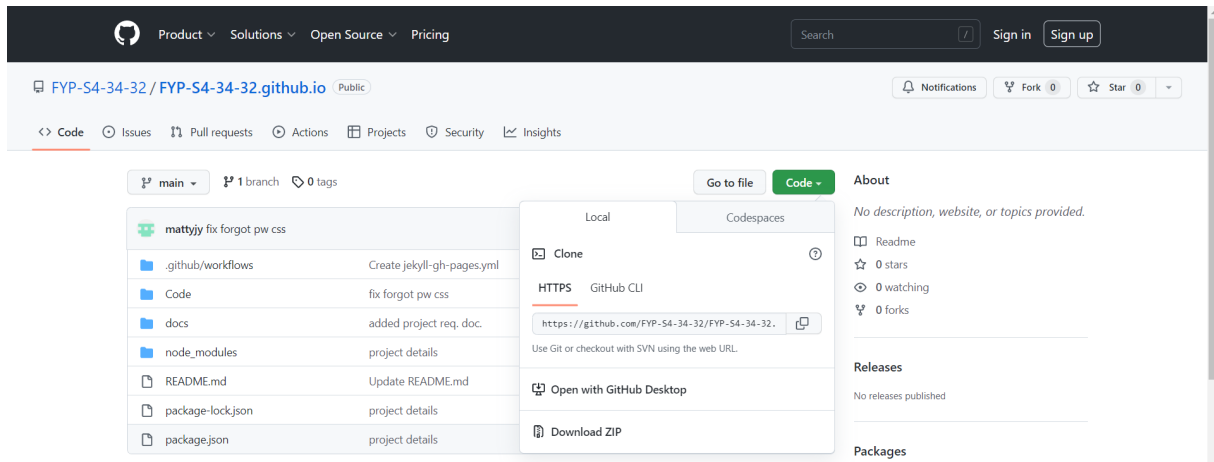 Product Solutions Open Source Pricing Search / Sign in Sign up
FYP-S4-34-32 / FYP-S4-34-32.github.io Public Notifications Fork 0 Star 0
<> Code Issues Pull requests Actions Projects Security Insights
main 1 branch 0 tags Go to file Code
mattyjy fix forgot pw css
.github/workflows Create jekyll-gh-pages.yml
Code fix forgot pw css
docs added project req. doc.
node_modules project details
README.md Update README.md
package-lock.json project details
package.json project details
Local Codespaces
Clone
HTTPS GitHub CLI
https://github.com/FYP-S4-34-32/FYP-S4-34-32.
Use Git or checkout with SVN using the web URL.
Open with GitHub Desktop
Download ZIP
About
No description, website, or topics provided.
Readme
0 stars
0 watching
0 forks
Releases
No releases published
Packages